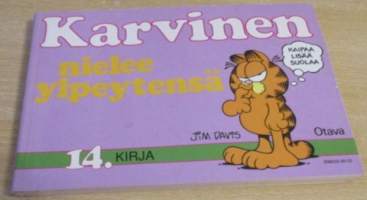 Karvinen
nielee
ylpeytensä
KAIPAA
LISÄÄ
SUOLAA
JIM DAVIS
Otava
14. KIRJA